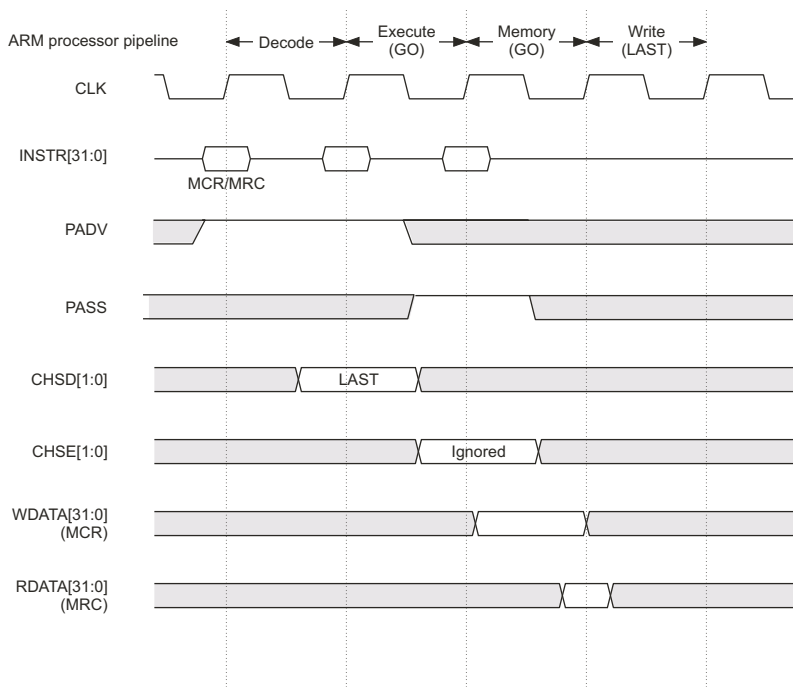 ARM processor pipeline
Decode
Execute
(GO)
Memory
(GO)
Write
(LAST)
CLK
INSTR[31:0]
MCR/MRC
PADV
PASS
CHSD[1:0]
LAST
CHSE[1:0]
Ignored
WDATA[31:0]
(MCR)
RDATA[31:0]
(MRC)